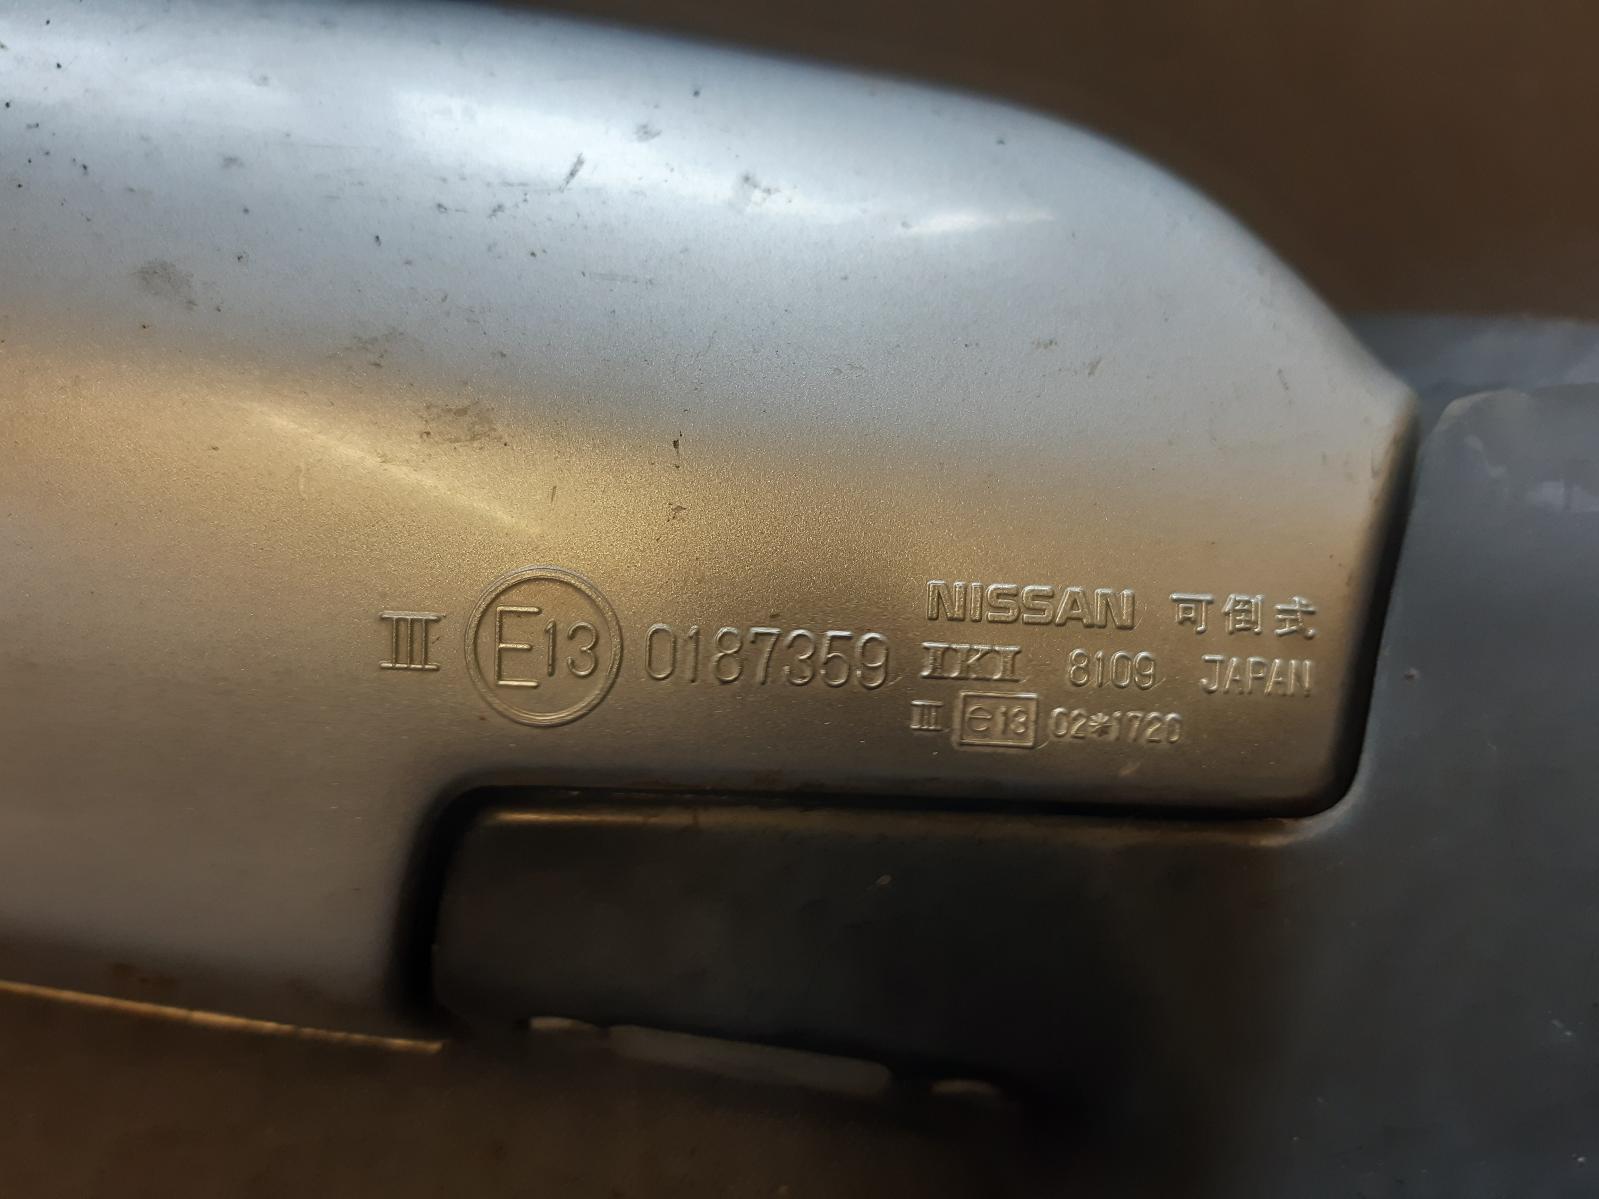 III E13 0187359
NISSAN 可倒式
IKI 8109 JAPAN
III e13 02*1720